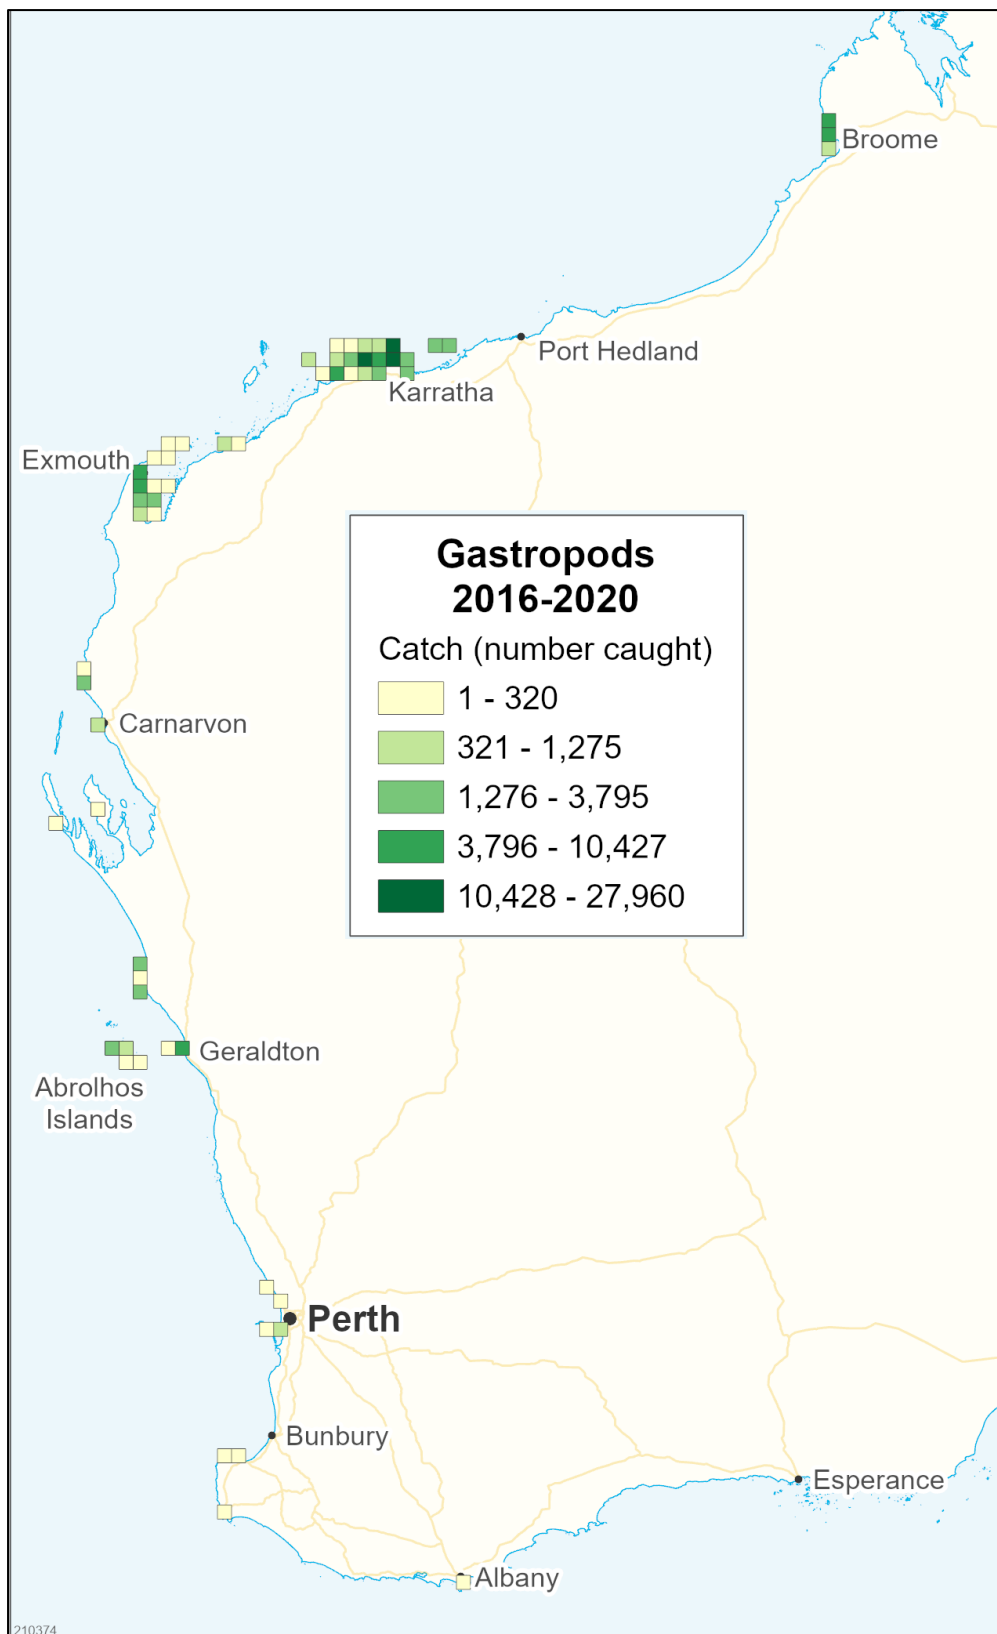 Broome
Port Hedland
Karratha
Exmouth
Gastropods
2016-2020
Catch (number caught)
1 - 320
321 - 1,275
1,276 - 3,795
3,796 - 10,427
10,428 - 27,960
Carnarvon
Geraldton
Abrolhos
Islands
Perth
Bunbury
Esperance
Albany
210374